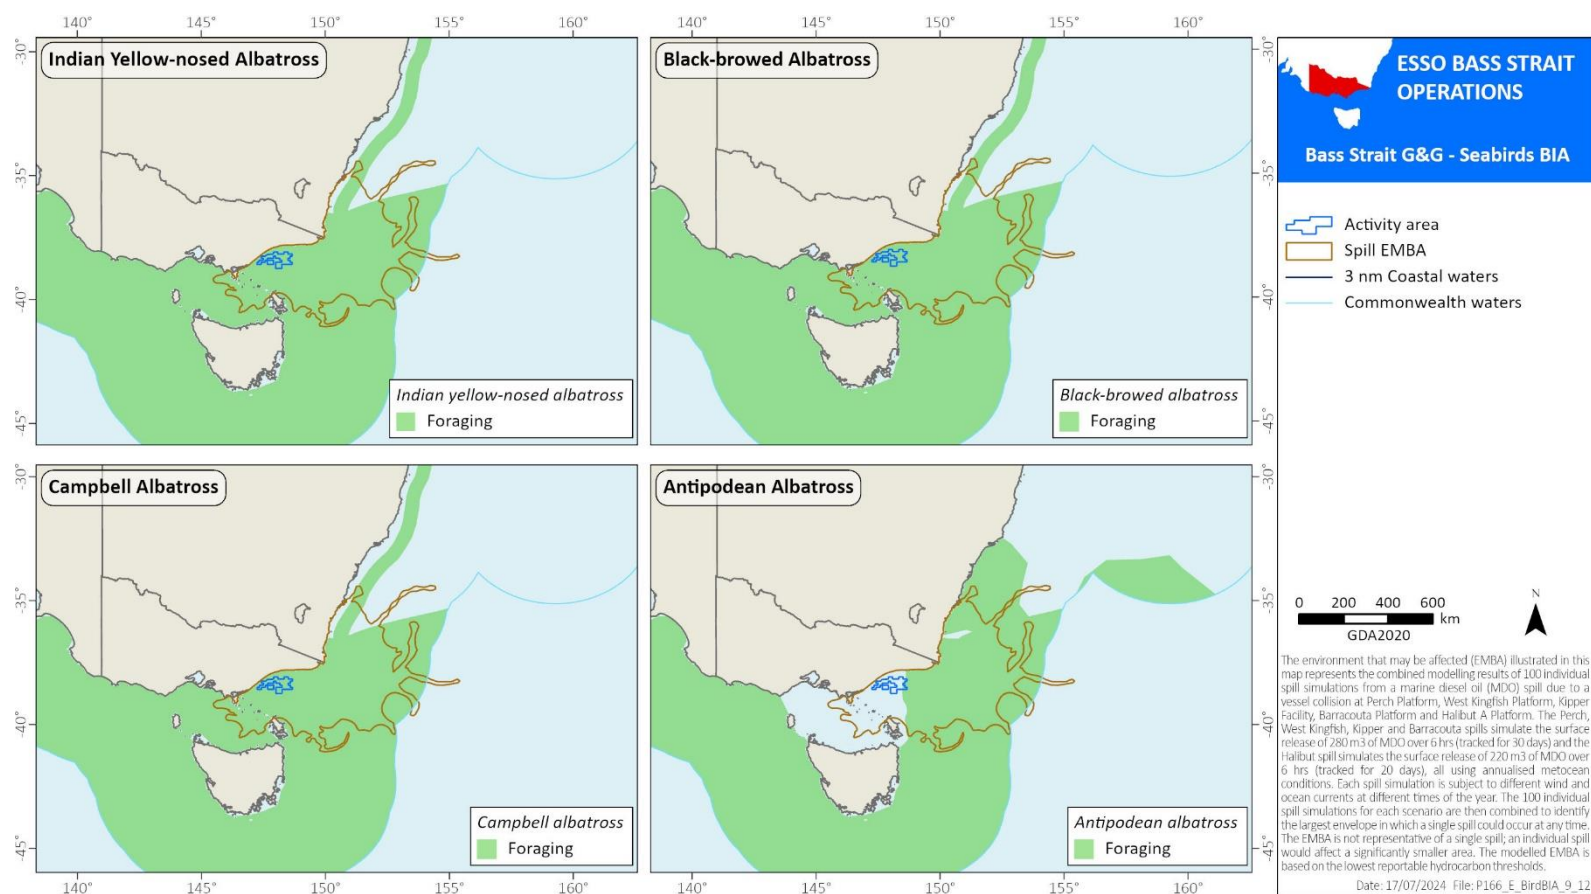 140° 145° 150° 155° 160° 140° 145° 150° 155° 160°
Indian Yellow-nosed Albatross
-30°
-35°
-40°
-45°
Indian yellow-nosed albatross
Foraging
Black-browed Albatross
-30°
-35°
-40°
-45°
Black-browed albatross
Foraging
Campbell Albatross
-30°
-35°
-40°
-45°
Campbell albatross
Foraging
Antipodean Albatross
-30°
-35°
-40°
-45°
Antipodean albatross
Foraging
140° 145° 150° 155° 160° 140° 145° 150° 155° 160°
ESSO BASS STRAIT
OPERATIONS
Bass Strait G&G - Seabirds BIA
Activity area
Spill EMBA
3 nm Coastal waters
Commonwealth waters
0 200 400 600
km
GDA2020
N
The environment that may be affected (EMBA) illustrated in this
map represents the combined modelling results of 100 individual
spill simulations from a marine diesel oil (MDO) spill due to a
vessel collision at Perch Platform, West Kingfish Platform, Kipper
Facility, Barracouta Platform and Halibut A Platform. The Perch,
West Kingfish, Kipper and Barracouta spills simulate the surface
release of 280 m3 of MDO over 6 hrs (tracked for 30 days) and the
Halibut spill simulates the surface release of 220 m3 of MDO over
6 hrs (tracked for 20 days), all using annualised metocean
conditions. Each spill simulation is subject to different wind and
ocean currents at different times of the year. The 100 individual
spill simulations for each scenario are then combined to identify
the largest envelope in which a single spill could occur at any time.
The EMBA is not representative of a single spill; an individual spill
would affect a significantly smaller area. The modelled EMBA is
based on the lowest reportable hydrocarbon thresholds.
Date: 17/07/2024 File: P166_E_BirdBIA_9_12